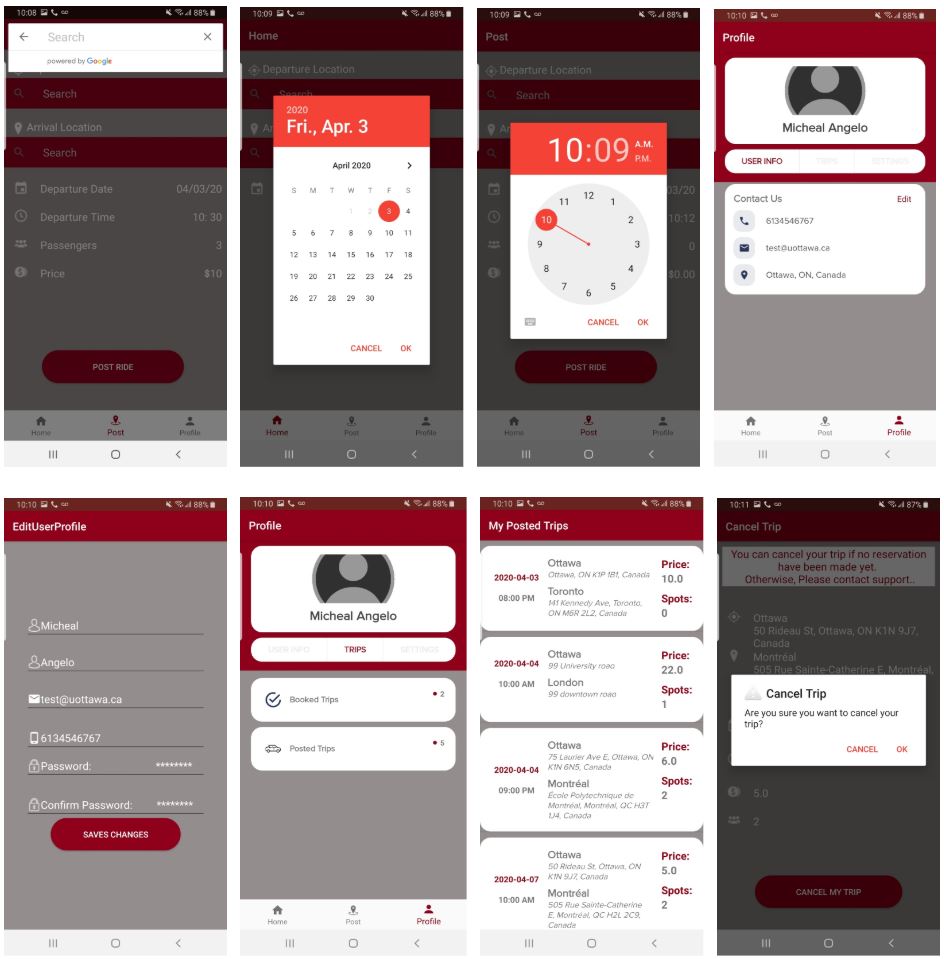 10:08 88%
Search
powered by Google
Search
Arrival Location
Search
Departure Date 04/03/20
Departure Time 10: 30
Passengers 3
Price $10
POST RIDE
Home Post Profile
10:09 88%
Home
Departure Location
Search
2020
Fri., Apr. 3
April 2020
S M T W T F S
1 2 3 4
5 6 7 8 9 10 11
12 13 14 15 16 17 18
19 20 21 22 23 24 25
26 27 28 29 30
CANCEL OK
Home Post Profile
10:09 88%
Post
Departure Location
Search
10:09 A.M.
P.M.
12
11 1
10 2
9 3
8 4
7 5
6
10:12
0
$0.00
CANCEL OK
POST RIDE
Home Post Profile
10:10 88%
Profile
Micheal Angelo
USER INFO TRIPS SETTINGS
Contact Us Edit
6134546767
test@uottawa.ca
Ottawa, ON, Canada
Home Post Profile
10:10 88%
EditUserProfile
Micheal
Angelo
test@uottawa.ca
6134546767
Password: ********
Confirm Password: ********
SAVES CHANGES
10:10 88%
Profile
Micheal Angelo
USER INFO TRIPS SETTINGS
Booked Trips 2
Posted Trips 5
Home Post Profile
10:10 88%
My Posted Trips
2020-04-03
08:00 PM
Ottawa
Ottawa, ON K1P 1B1, Canada
Toronto
141 Kennedy Ave, Toronto,
ON M6R 2L2, Canada
Price:
10.0
Spots:
0
2020-04-04
10:00 AM
Ottawa
99 University roao
London
99 downtown roao
Price:
22.0
Spots:
1
2020-04-04
09:00 PM
Ottawa
75 Laurier Ave E, Ottawa, ON
K1N 6N5, Canada
Montréal
École Polytechnique de
Montréal, Montréal, QC H3T
1J4, Canada
Price:
6.0
Spots:
2
2020-04-07
10:00 AM
Ottawa
50 Rideau St, Ottawa, ON
K1N 9J7, Canada
Montréal
505 Rue Sainte-Catherine
E, Montréal, QC H2L 2C9,
Canada
Price:
5.0
Spots:
2
10:11 87%
Cancel Trip
You can cancel your trip if no reservation
have been made yet.
Otherwise, Please contact support..
Ottawa
50 Rideau St, Ottawa, ON K1N 9J7,
Canada
Montréal
505 Rue Sainte-Catherine E, Montréal,
Cancel Trip
Are you sure you want to cancel your
trip?
CANCEL OK
5.0
2
CANCEL MY TRIP